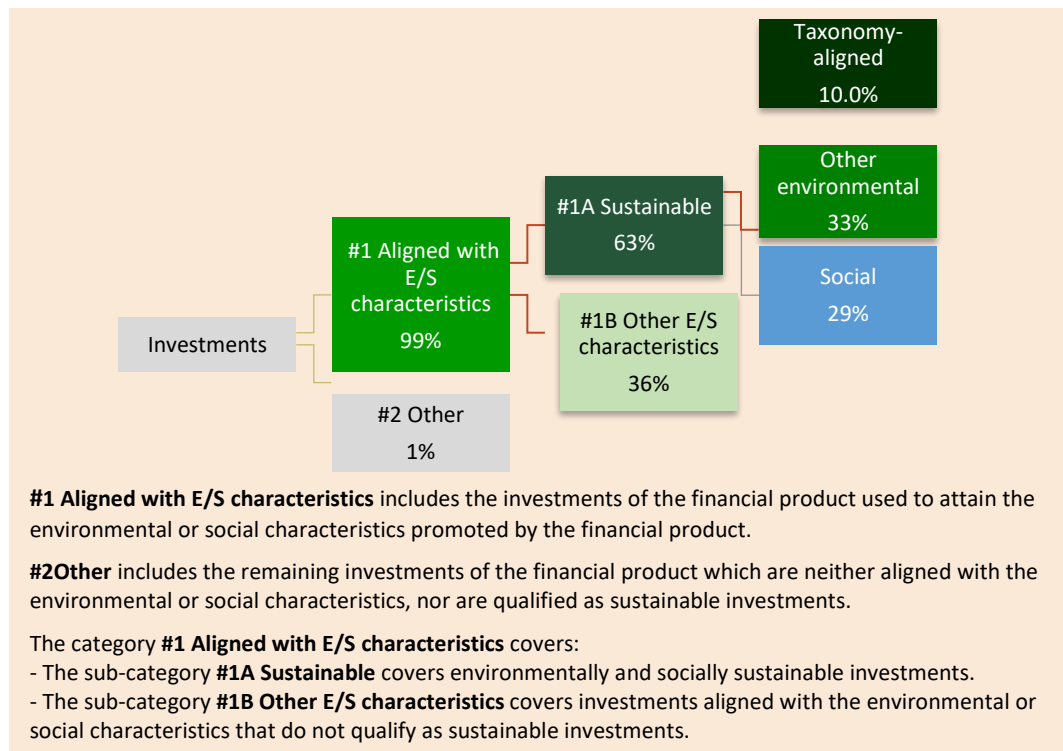 Taxonomy-
aligned
10.0%
Other
environmental
33%
#1A Sustainable
63%
#1 Aligned with
E/S
characteristics
99%
Social
29%
#1B Other E/S
characteristics
36%
Investments
#2 Other
1%
#1 Aligned with E/S characteristics includes the investments of the financial product used to attain the
environmental or social characteristics promoted by the financial product.
#2Other includes the remaining investments of the financial product which are neither aligned with the
environmental or social characteristics, nor are qualified as sustainable investments.
The category #1 Aligned with E/S characteristics covers:
- The sub-category #1A Sustainable covers environmentally and socially sustainable investments.
- The sub-category #1B Other E/S characteristics covers investments aligned with the environmental or
social characteristics that do not qualify as sustainable investments.